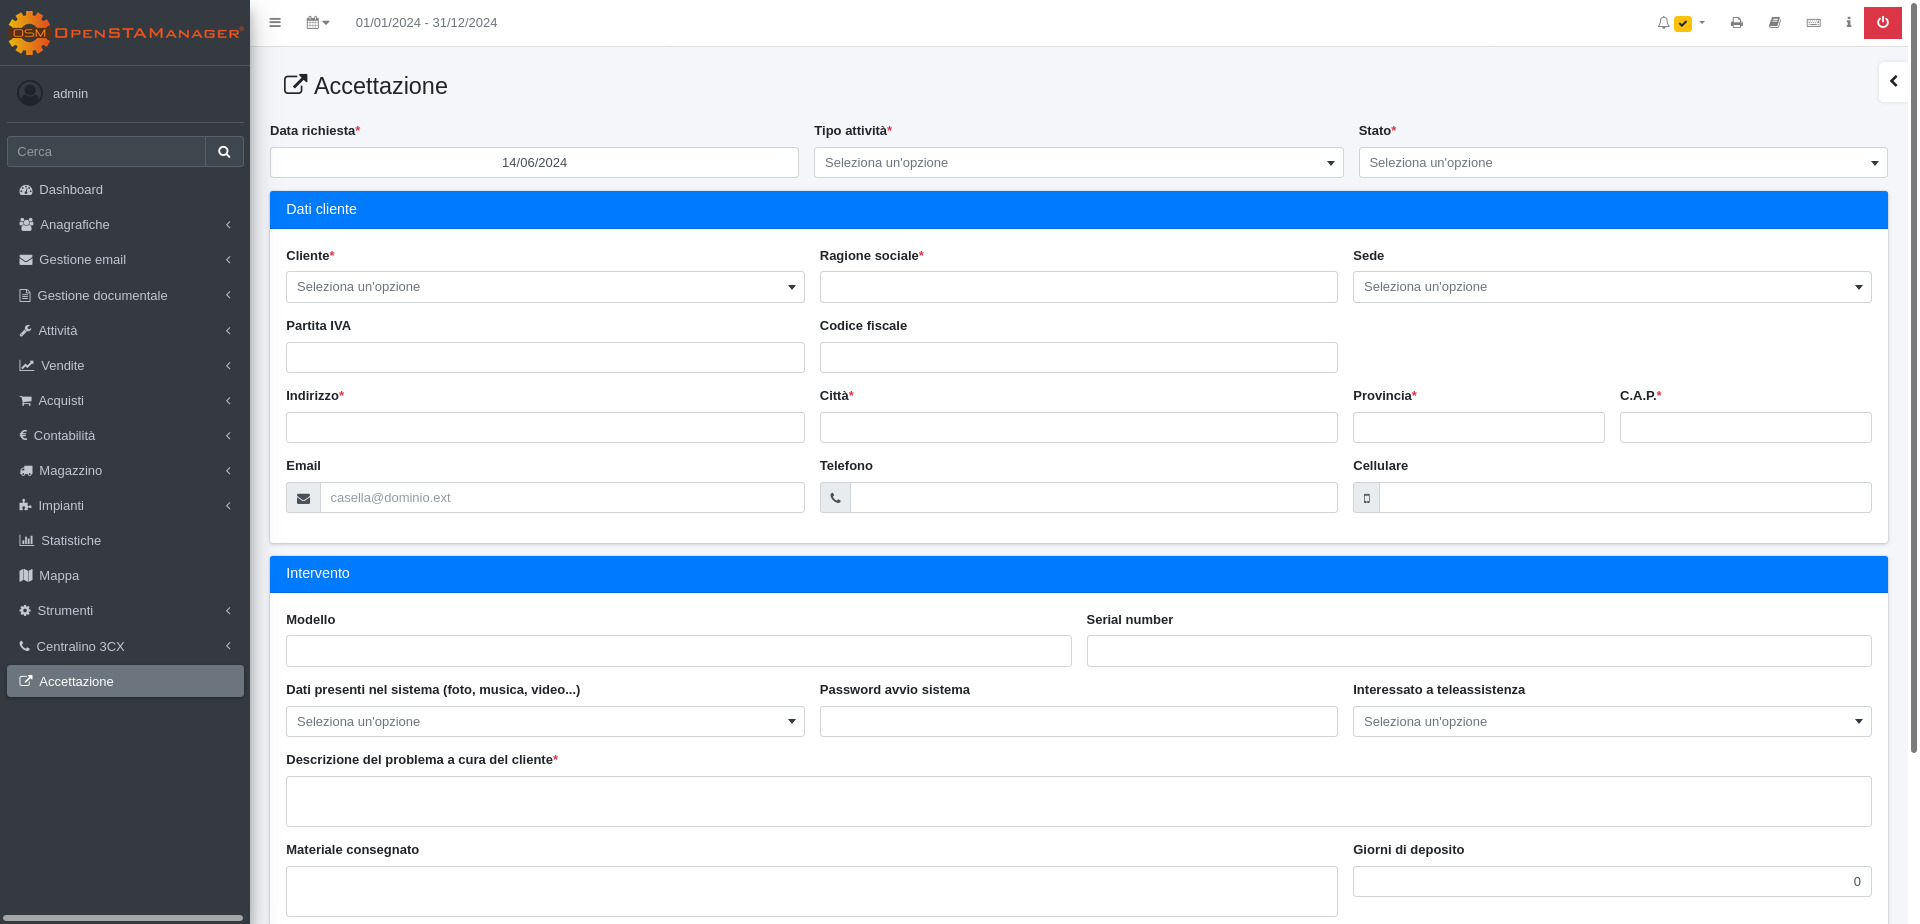 OSM OpenSTAManager®
01/01/2024 - 31/12/2024
admin
Cerca
Dashboard
Anagrafiche
Gestione email
Gestione documentale
Attività
Vendite
Acquisti
Contabilità
Magazzino
Impianti
Statistiche
Mappa
Strumenti
Centralino 3CX
Accettazione
Accettazione
Data richiesta* Tipo attività* Stato*
14/06/2024 Seleziona un'opzione Seleziona un'opzione
Dati cliente
Cliente* Ragione sociale* Sede
Seleziona un'opzione Seleziona un'opzione
Partita IVA Codice fiscale
Indirizzo* Città* Provincia* C.A.P.*
Email Telefono Cellulare
casella@dominio.ext
Intervento
Modello Serial number
Dati presenti nel sistema (foto, musica, video...) Password avvio sistema Interessato a teleassistenza
Seleziona un'opzione Seleziona un'opzione
Descrizione del problema a cura del cliente*
Materiale consegnato Giorni di deposito
0